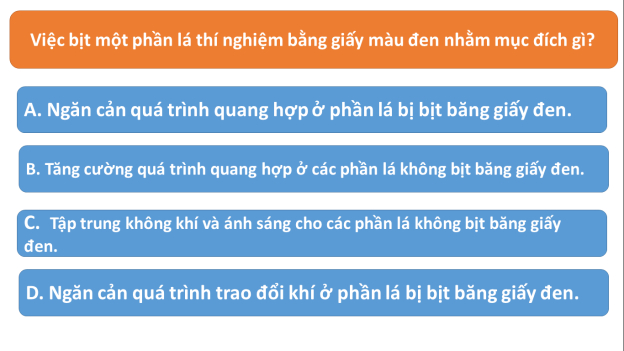 Việc bịt một phần lá thí nghiệm bằng giấy màu đen nhằm mục đích gì?
A. Ngăn cản quá trình quang hợp ở phần lá bị bịt băng giấy đen.
B. Tăng cường quá trình quang hợp ở các phần lá không bịt băng giấy đen.
C. Tập trung không khí và ánh sáng cho các phần lá không bịt băng giấy
đen.
D. Ngăn cản quá trình trao đổi khí ở phần lá bị bịt băng giấy đen.